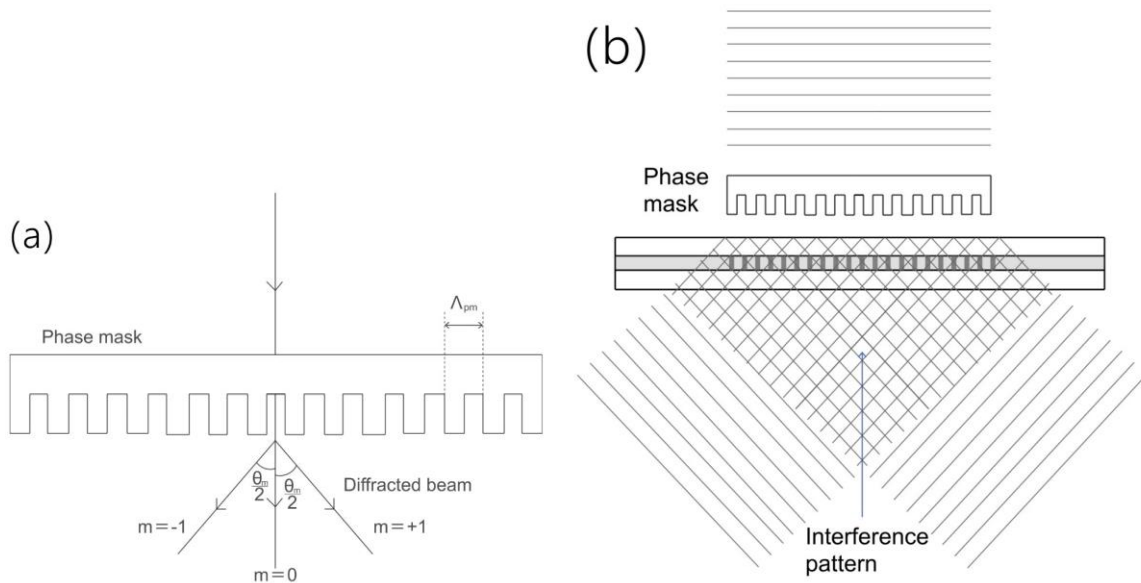 (a)
Λpm
Phase mask
θm
2
θm
2
Diffracted beam
m=-1
m=+1
m=0
(b)
Phase
mask
Interference
pattern